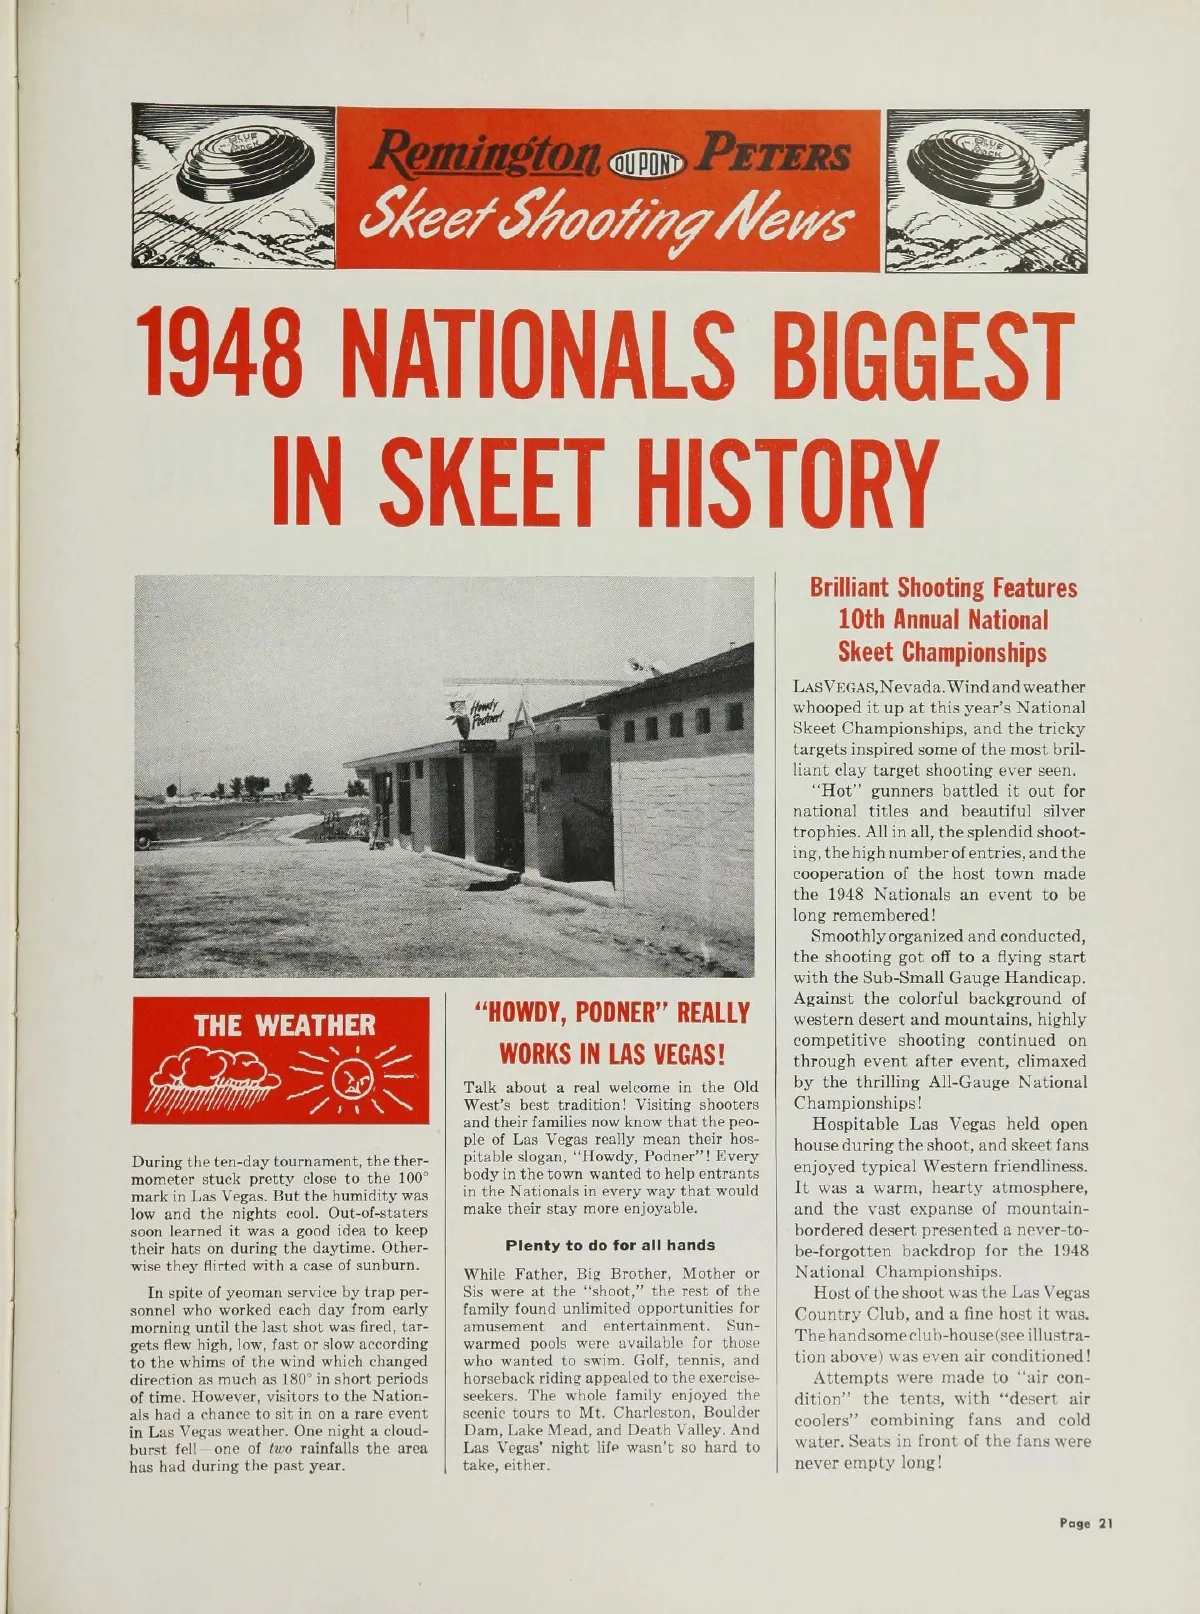 BLUE
ROCK
Remington DU PONT PETERS
Skeet Shooting News
BLUE
ROCK
1948 NATIONALS BIGGEST
IN SKEET HISTORY
Howdy
Podner!
THE WEATHER
During the ten-day tournament, the ther-
mometer stuck pretty close to the 100°
mark in Las Vegas. But the humidity was
low and the nights cool. Out-of-staters
soon learned it was a good idea to keep
their hats on during the daytime. Other-
wise they flirted with a case of sunburn.
In spite of yeoman service by trap per-
sonnel who worked each day from early
morning until the last shot was fired, tar-
gets flew high, low, fast or slow according
to the whims of the wind which changed
direction as much as 180° in short periods
of time. However, visitors to the Nation-
als had a chance to sit in on a rare event
in Las Vegas weather. One night a cloud-
burst fell—one of two rainfalls the area
has had during the past year.
"HOWDY, PODNER" REALLY
WORKS IN LAS VEGAS!
Talk about a real welcome in the Old
West's best tradition! Visiting shooters
and their families now know that the peo-
ple of Las Vegas really mean their hos-
pitable slogan, "Howdy, Podner"! Every
body in the town wanted to help entrants
in the Nationals in every way that would
make their stay more enjoyable.
Plenty to do for all hands
While Father, Big Brother, Mother or
Sis were at the "shoot," the rest of the
family found unlimited opportunities for
amusement and entertainment. Sun-
warmed pools were available for those
who wanted to swim. Golf, tennis, and
horseback riding appealed to the exercise-
seekers. The whole family enjoyed the
scenic tours to Mt. Charleston, Boulder
Dam, Lake Mead, and Death Valley. And
Las Vegas' night life wasn't so hard to
take, either.
Brilliant Shooting Features
10th Annual National
Skeet Championships
LAS VEGAS, Nevada. Wind and weather
whooped it up at this year's National
Skeet Championships, and the tricky
targets inspired some of the most bril-
liant clay target shooting ever seen.
"Hot" gunners battled it out for
national titles and beautiful silver
trophies. All in all, the splendid shoot-
ing, the high number of entries, and the
cooperation of the host town made
the 1948 Nationals an event to be
long remembered!
Smoothly organized and conducted,
the shooting got off to a flying start
with the Sub-Small Gauge Handicap.
Against the colorful background of
western desert and mountains, highly
competitive shooting continued on
through event after event, climaxed
by the thrilling All-Gauge National
Championships!
Hospitable Las Vegas held open
house during the shoot, and skeet fans
enjoyed typical Western friendliness.
It was a warm, hearty atmosphere,
and the vast expanse of mountain-
bordered desert presented a never-to-
be-forgotten backdrop for the 1948
National Championships.
Host of the shoot was the Las Vegas
Country Club, and a fine host it was.
The handsome club-house (see illustra-
tion above) was even air conditioned!
Attempts were made to "air con-
dition" the tents, with "desert air
coolers" combining fans and cold
water. Seats in front of the fans were
never empty long!
Page 21